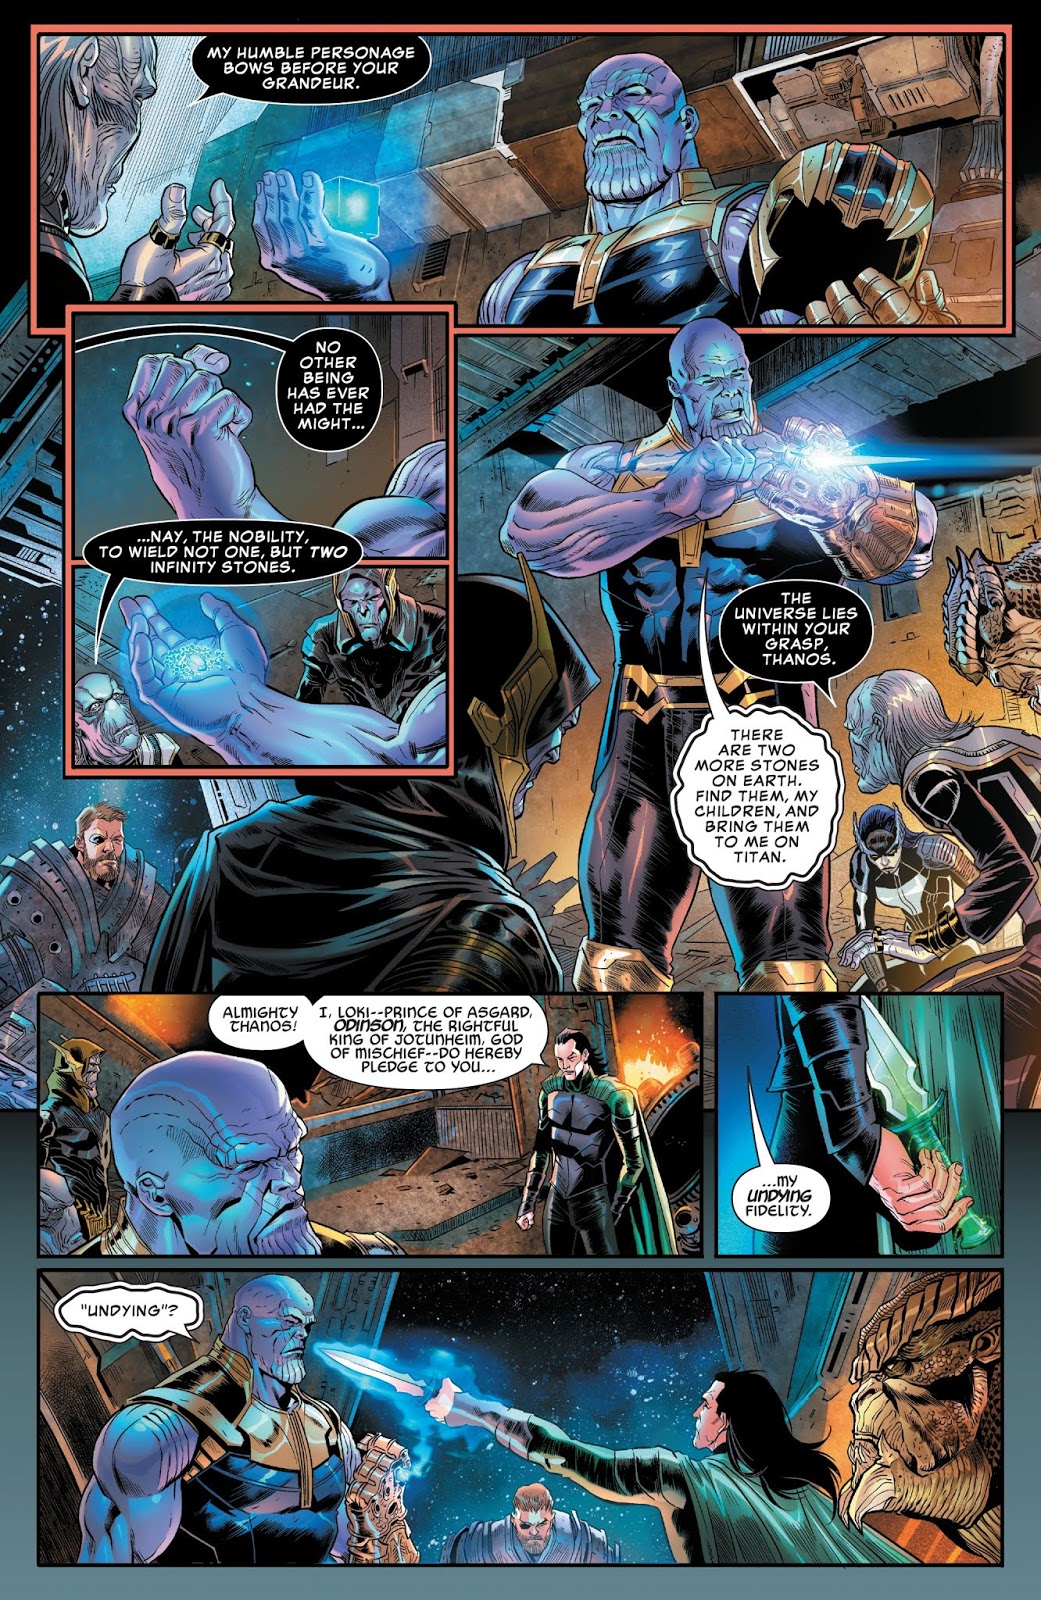 MY HUMBLE PERSONAGE
BOWS BEFORE YOUR
GRANDEUR.
NO
OTHER
BEING
HAS EVER
HAD THE
MIGHT...
...NAY, THE NOBILITY,
TO WIELD NOT ONE, BUT TWO
INFINITY STONES.
THE
UNIVERSE LIES
WITHIN YOUR
GRASP,
THANOS.
THERE
ARE TWO
MORE STONES
ON EARTH.
FIND THEM, MY
CHILDREN, AND
BRING THEM
TO ME ON
TITAN.
ALMIGHTY
THANOS!
I, LOKI--PRINCE OF ASGARD,
ODINSON, THE RIGHTFUL
KING OF JOTUNHEIM, GOD
OF MISCHIEF--DO HEREBY
PLEDGE TO YOU...
...MY
UNDYING
FIDELITY.
"UNDYING"?